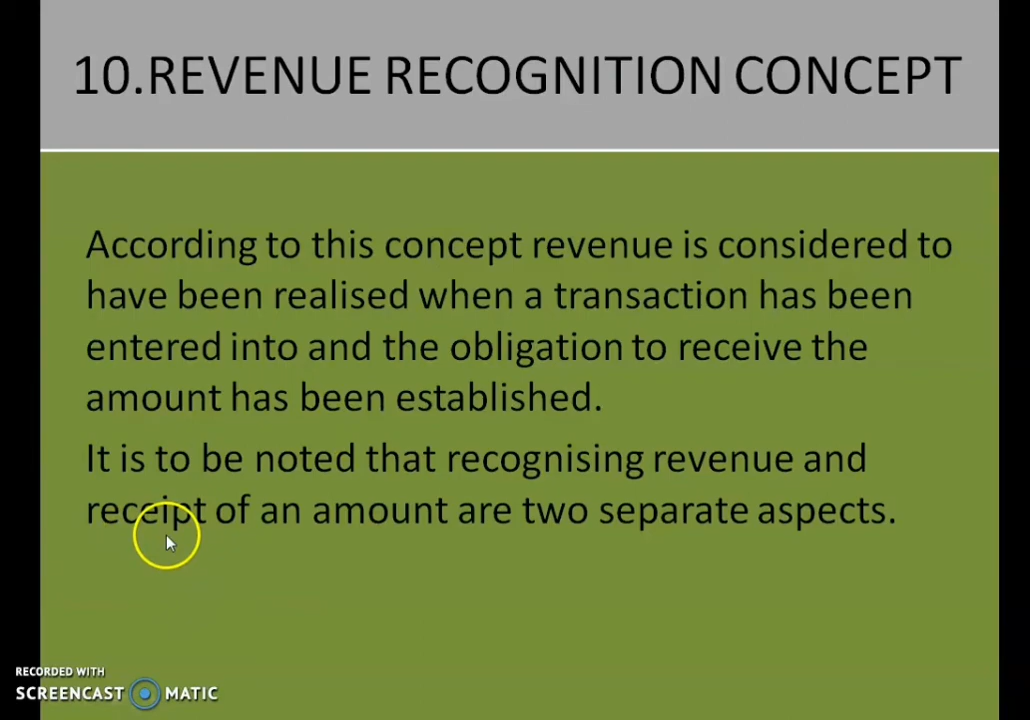 10.REVENUE RECOGNITION CONCEPT
According to this concept revenue is considered to
have been realised when a transaction has been
entered into and the obligation to receive the
amount has been established.
It is to be noted that recognising revenue and
receipt of an amount are two separate aspects.
RECORDED WITH
SCREENCAST MATIC